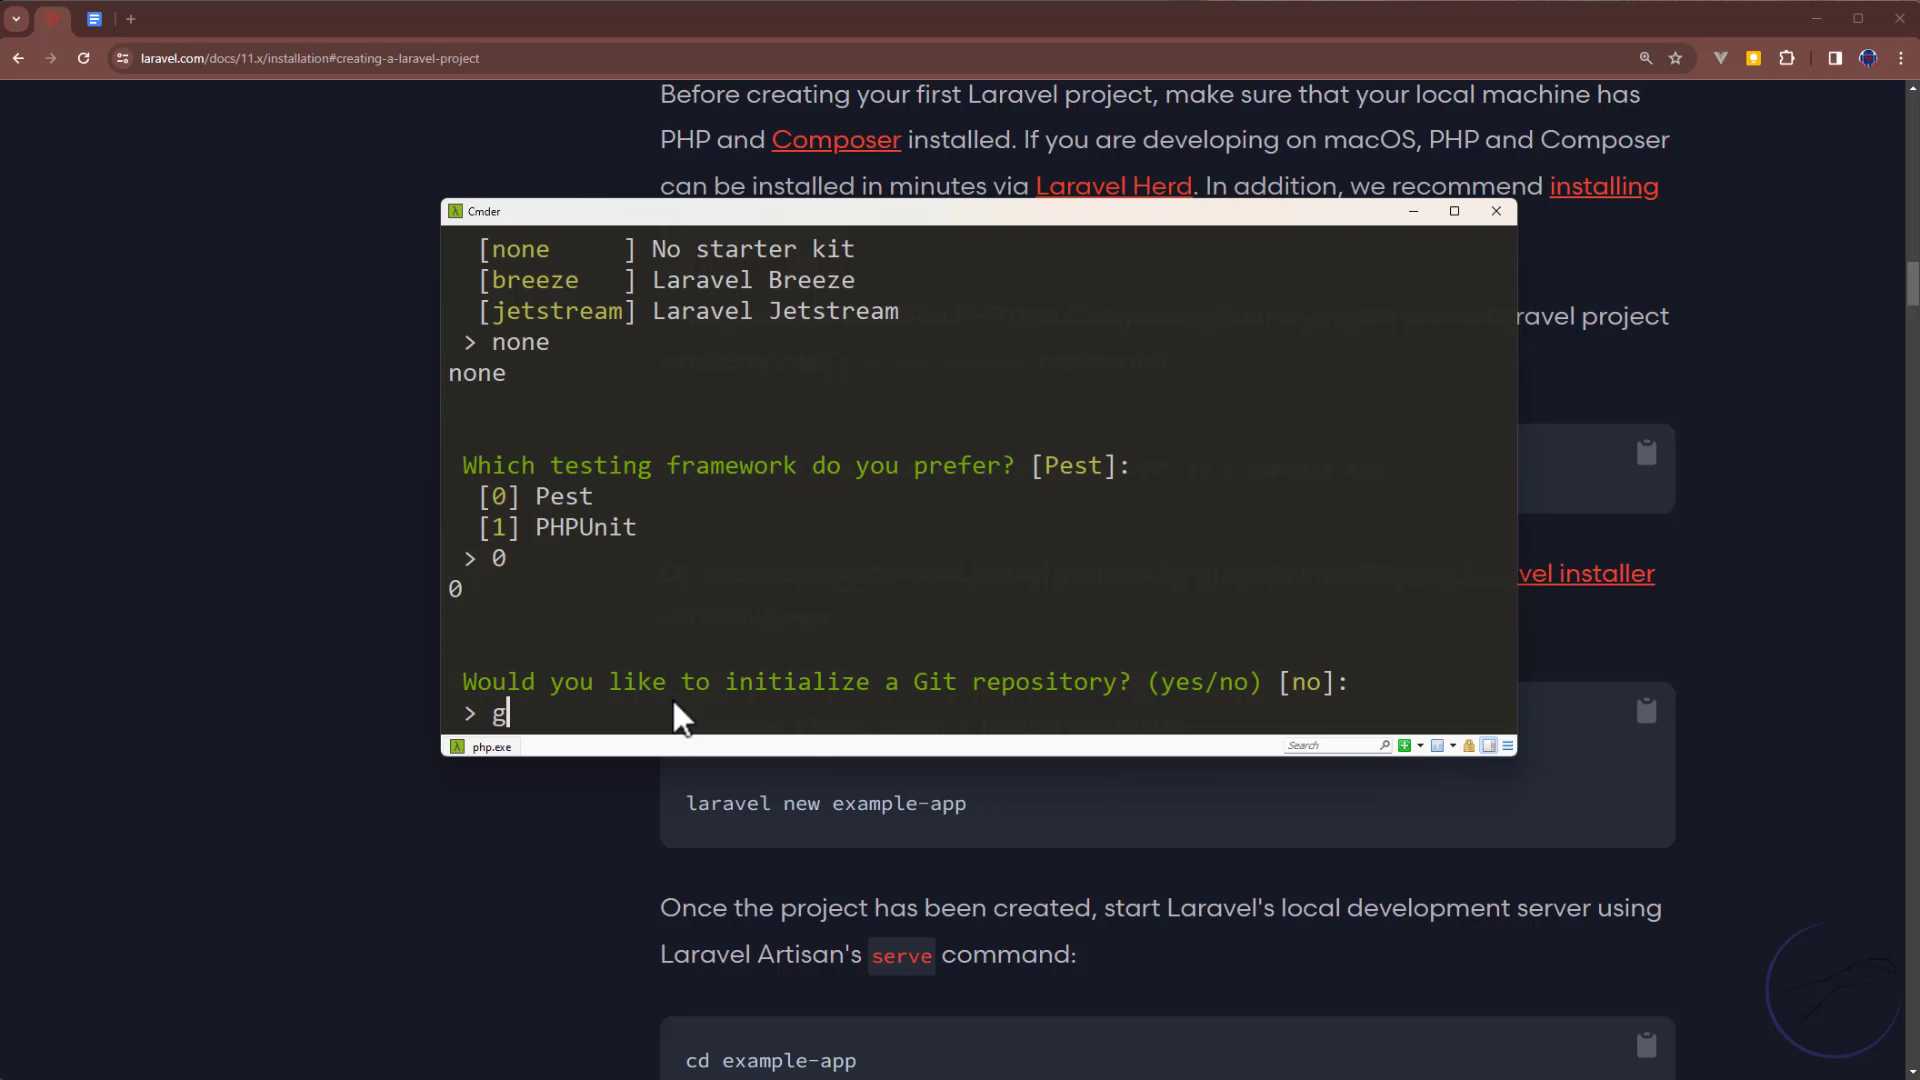 laravel.com/docs/11.x/installation#creating-a-laravel-project
Before creating your first Laravel project, make sure that your local machine has
PHP and Composer installed. If you are developing on macOS, PHP and Composer
can be installed in minutes via Laravel Herd. In addition, we recommend installing
Cmder
[none     ] No starter kit
[breeze   ] Laravel Breeze
[jetstream] Laravel Jetstream
> none
none
Which testing framework do you prefer? [Pest]:
[0] Pest
[1] PHPUnit
> 0
0
Would you like to initialize a Git repository? (yes/no) [no]:
> g
php.exe
Search
ravel project
vel installer
laravel new example-app
Once the project has been created, start Laravel's local development server using
Laravel Artisan's serve command:
cd example-app